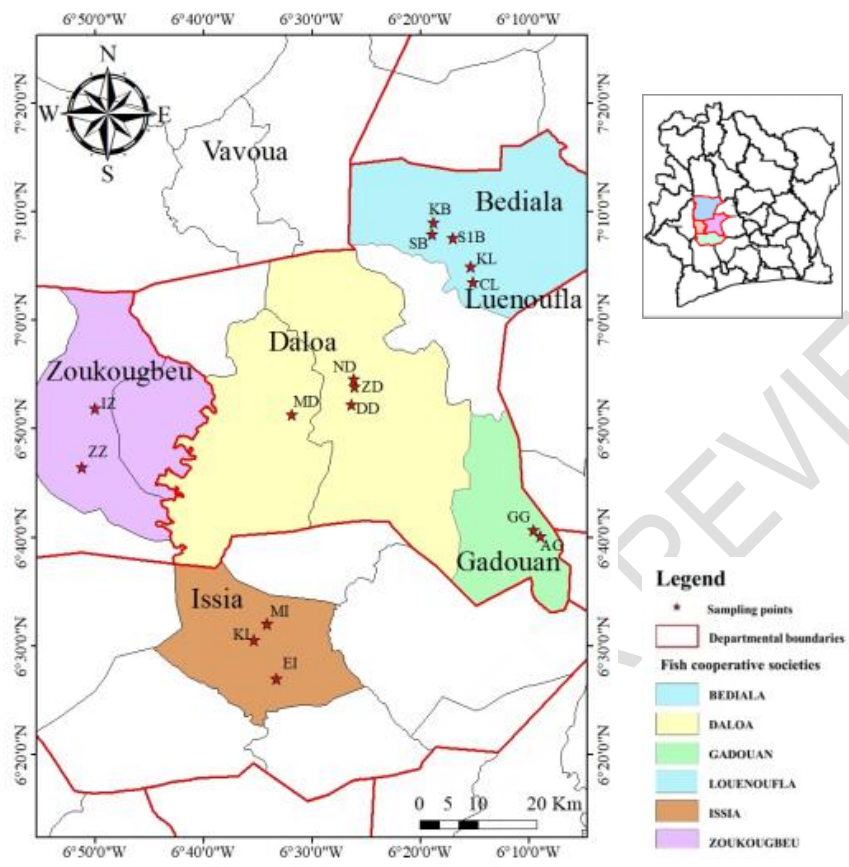 6°50'0"W 6°40'0"W 6°30'0"W 6°20'0"W 6°10'0"W
7°20'0"N 7°20'0"N
N
W E
S
Vavoua
7°10'0"N 7°10'0"N
Bediala
KB
SB S1B
KL
CL
Luenoufla
7°0'0"N 7°0'0"N
Daloa
Zoukougbeu
ND
ZD
IZ MD DD
6°50'0"N 6°50'0"N
ZZ
GG
AG
6°40'0"N 6°40'0"N
Gadouan
Issia
MI
KI
6°30'0"N 6°30'0"N
EI
6°20'0"N 6°20'0"N
0 5 10 20 Km
6°50'0"W 6°40'0"W 6°30'0"W 6°20'0"W 6°10'0"W
Legend
Sampling points
Departmental boundaries
Fish cooperative societies
BEDIALA
DALOA
GADOUAN
LOUENOUFLA
ISSIA
ZOUKOUGBEU